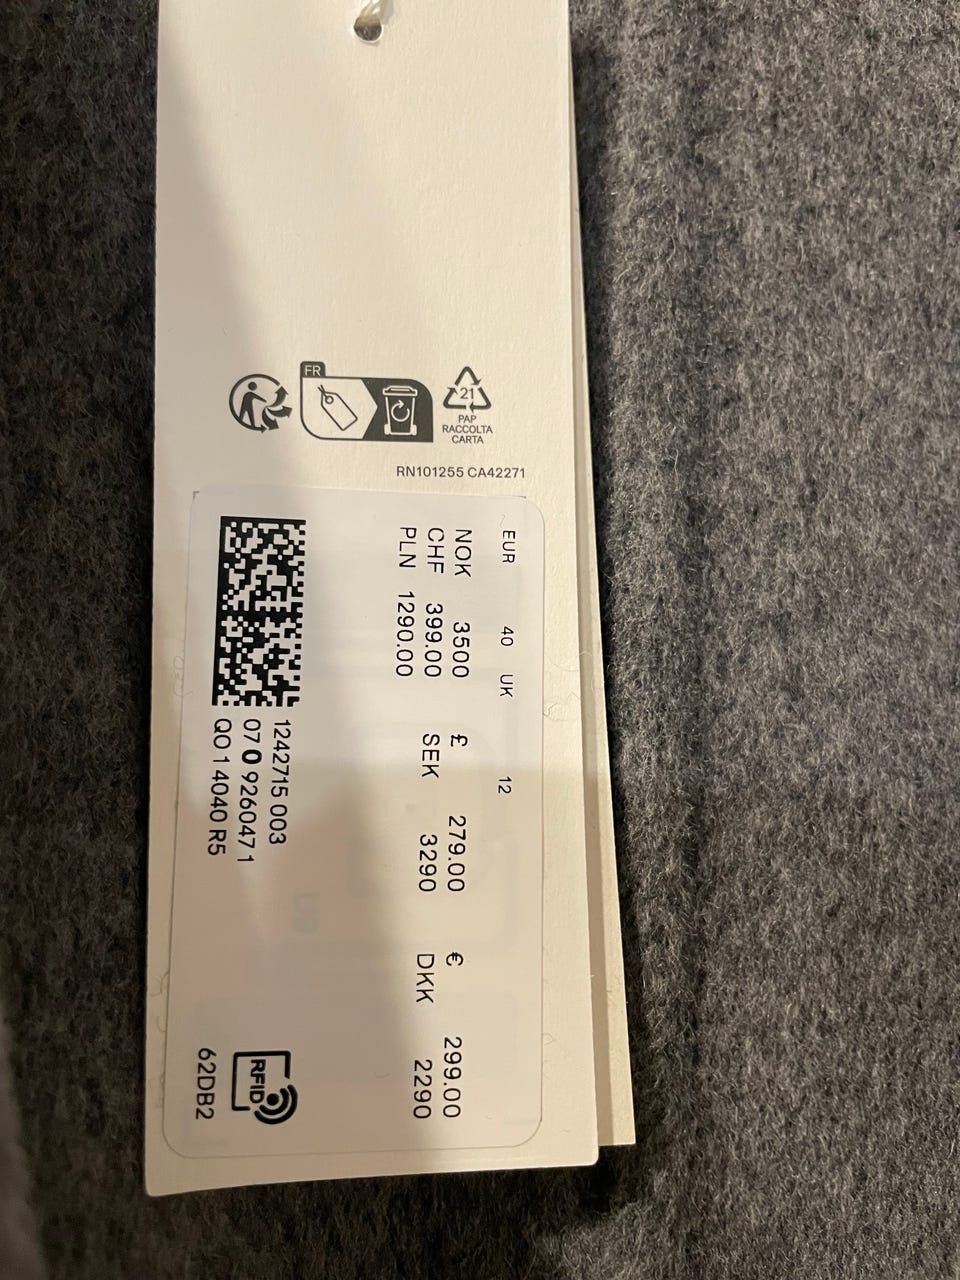 FR
21
PAP
RACCOLTA
CARTA
RN101255 CA42271
EUR 40 UK 12
NOK 3500 £ 279.00 € 299.00
CHF 399.00 SEK 3290 DKK 2290
PLN 1290.00
1242715 003
07 0 926047 1
QO 1 4040 R5
RFID
62DB2